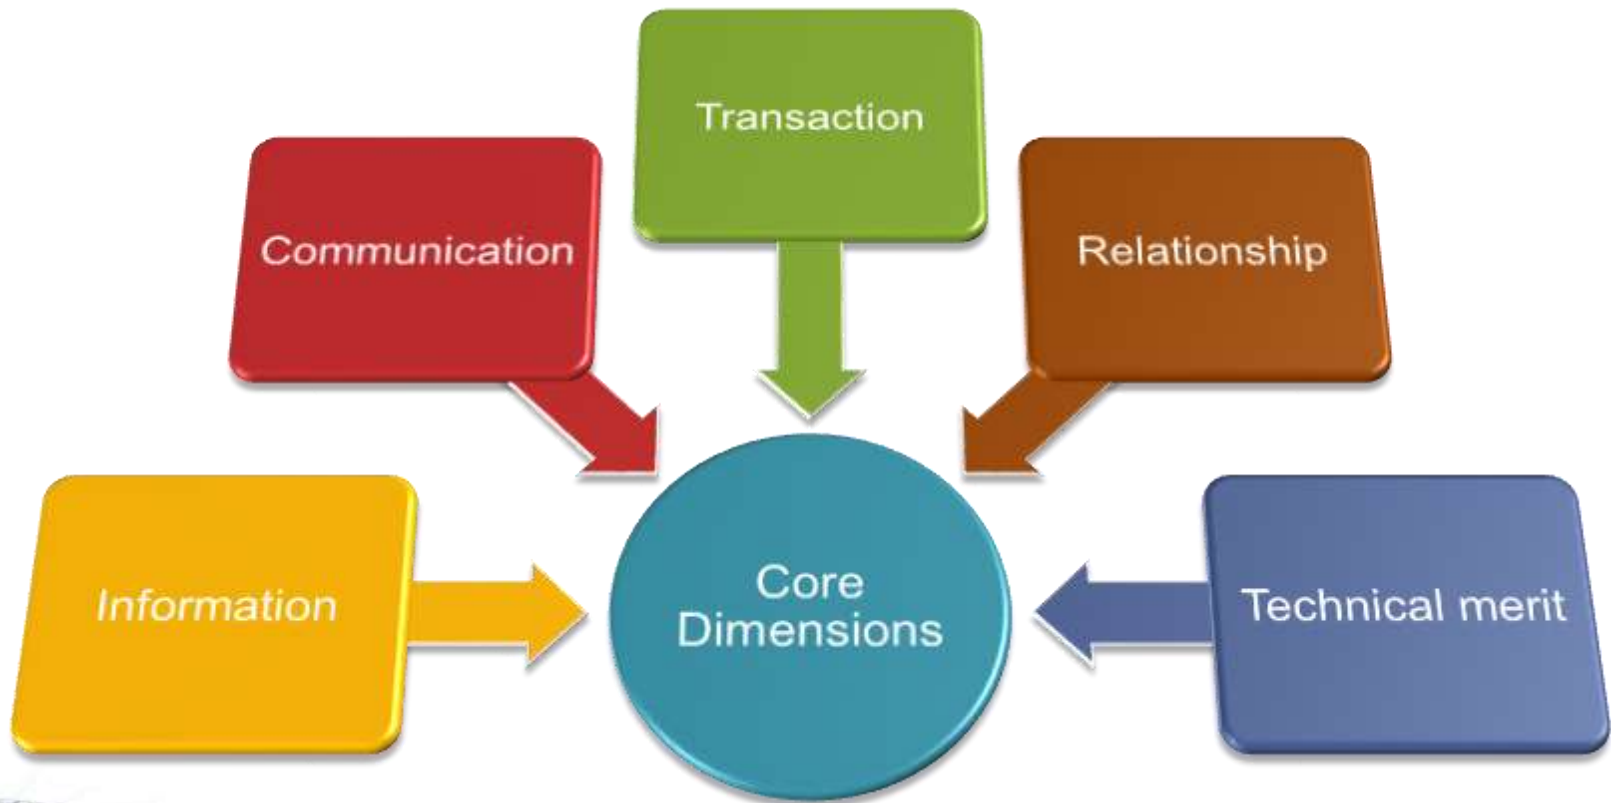 Transaction
Communication
Relationship
Information
Core
Dimensions
Technical merit